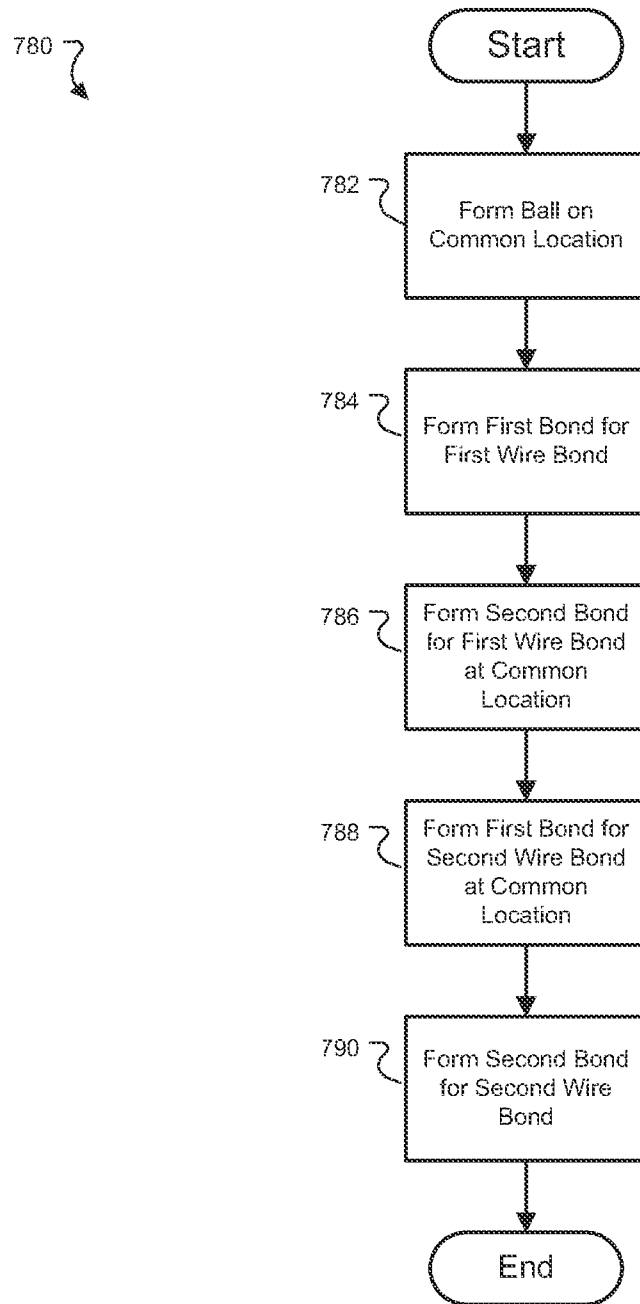 780
Start
782
Form Ball on
Common Location
784
Form First Bond for
First Wire Bond
786
Form Second Bond
for First Wire Bond
at Common
Location
788
Form First Bond for
Second Wire Bond
at Common
Location
790
Form Second Bond
for Second Wire
Bond
End